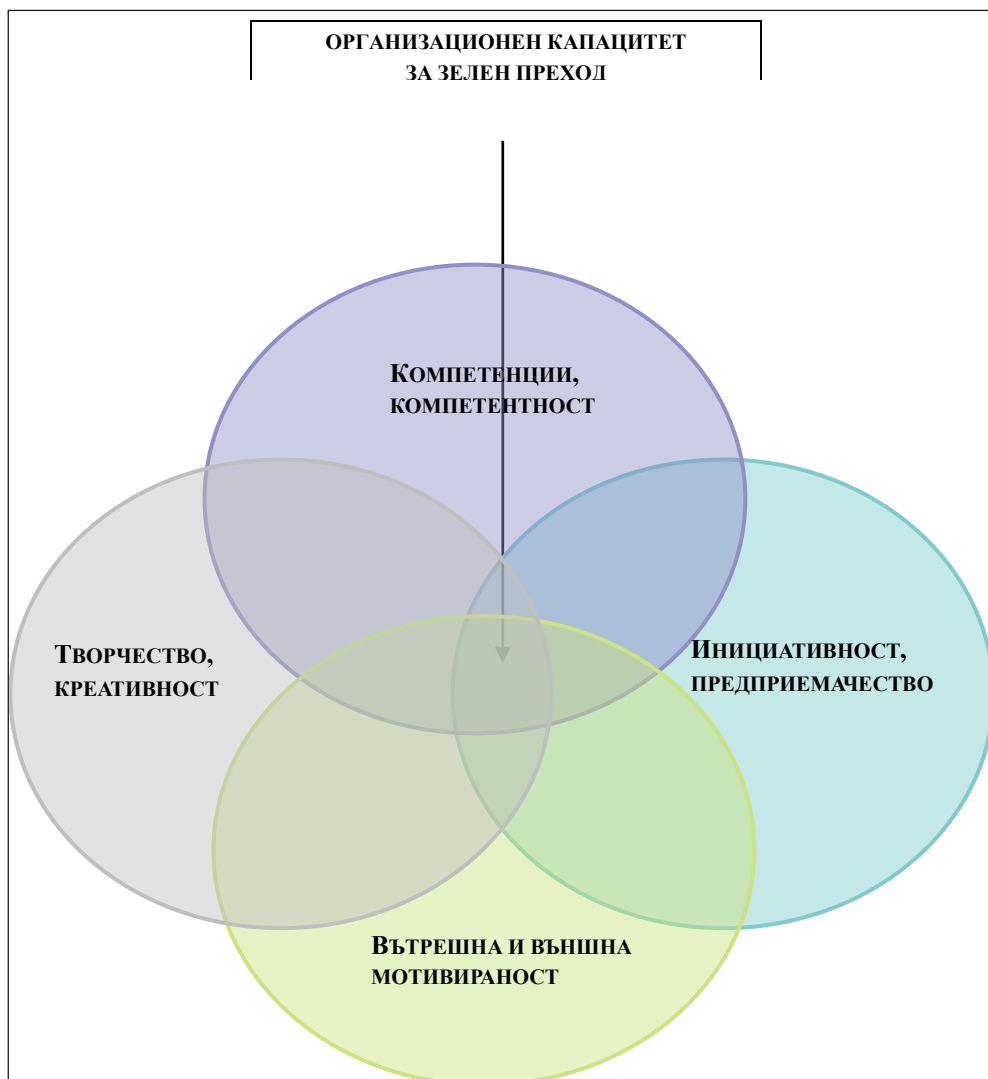 ОРГАНИЗАЦИОНЕН КАПАЦИТЕТ
ЗА ЗЕЛЕН ПРЕХОД
КОМПЕТЕНЦИИ,
КОМПЕТЕНТНОСТ
ТВОРЧЕСТВО,
КРЕАТИВНОСТ
ИНИЦИАТИВНОСТ,
ПРЕДПРИЕМАЧЕСТВО
ВЪТРЕШНА И ВЪНШНА
МОТИВИРАНОСТ